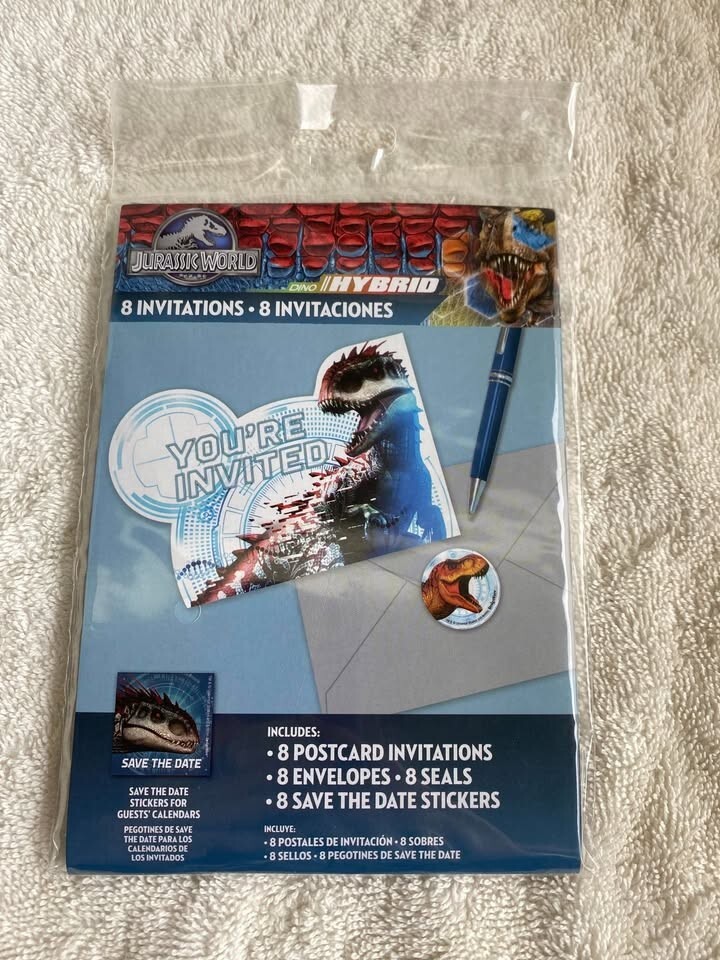 JURASSIC WORLD
DINO HYBRID
8 INVITATIONS • 8 INVITACIONES
YOU'RE
INVITED
SAVE THE DATE
SAVE THE DATE
STICKERS FOR
GUESTS' CALENDARS
PEGOTINES DE SAVE
THE DATE PARA LOS
CALENDARIOS DE
LOS INVITADOS
INCLUDES:
• 8 POSTCARD INVITATIONS
• 8 ENVELOPES • 8 SEALS
• 8 SAVE THE DATE STICKERS
INCLUYE:
• 8 POSTALES DE INVITACIÓN • 8 SOBRES
• 8 SELLOS • 8 PEGOTINES DE SAVE THE DATE